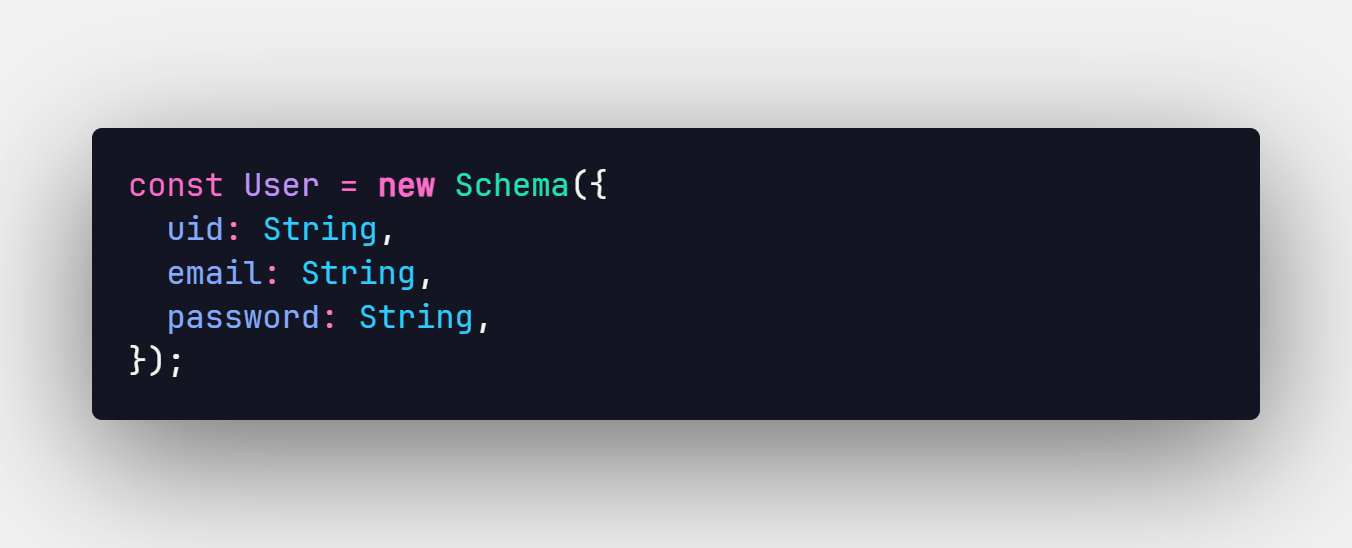 const User = new Schema({
  uid: String,
  email: String,
  password: String,
});